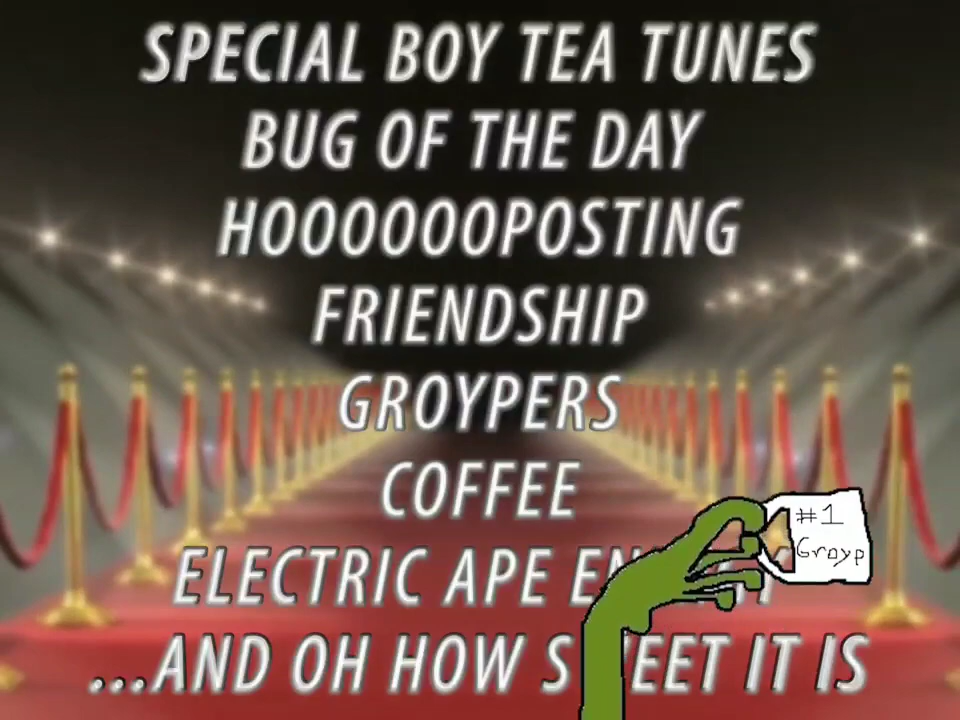 SPECIAL BOY TEA TUNES
BUG OF THE DAY
HOOOOOOPOSTING
FRIENDSHIP
GROYPERS
COFFEE
ELECTRIC APE
...AND OH HOW SWEET IT IS
#1
Groyp